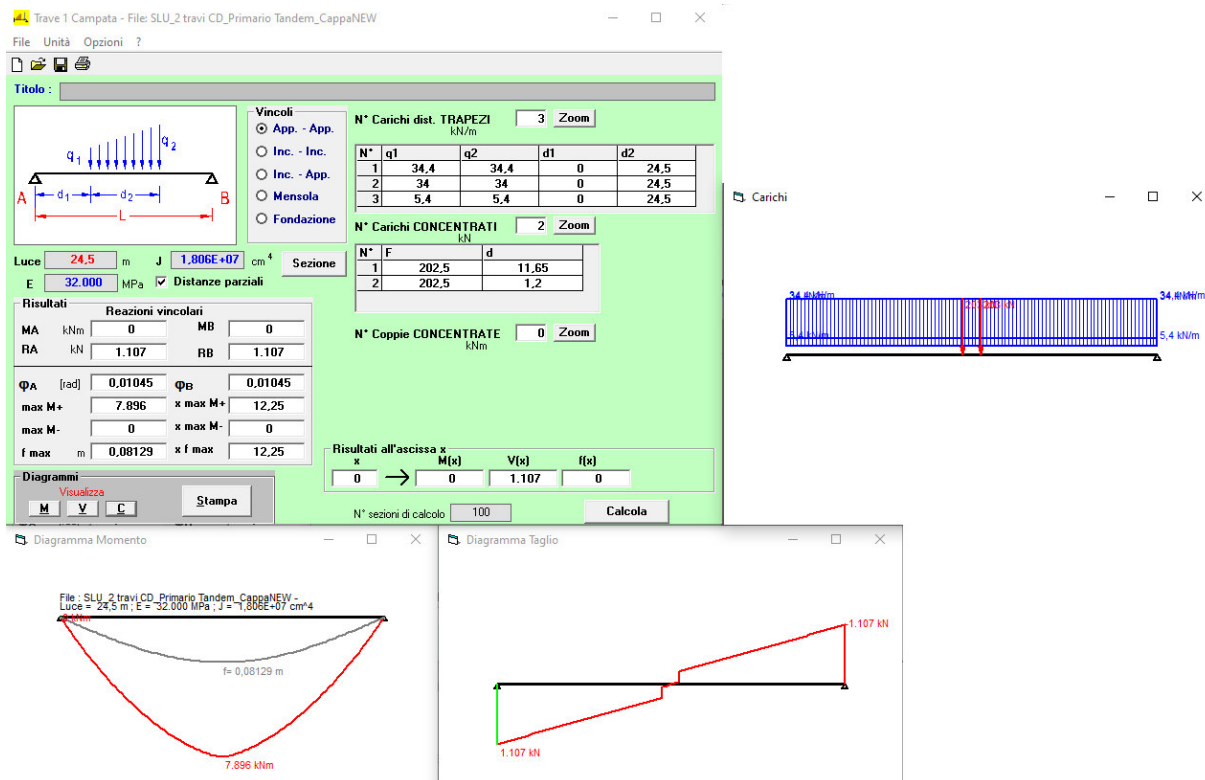 Trave 1 Campata - File: SLU_2 travi CD_Primario Tandem_CappaNEW
File Unità Opzioni ?
Titolo :
q1 q2
A d1 d2 B
L
Vincoli
App. - App.
Inc. - Inc.
Inc. - App.
Mensola
Fondazione
N° Carichi dist. TRAPEZI 3 Zoom
kN/m
N° q1 q2 d1 d2
1 34,4 34,4 0 24,5
2 34 34 0 24,5
3 5,4 5,4 0 24,5
N° Carichi CONCENTRATI 2 Zoom
kN
N° F d
1 202,5 11,65
2 202,5 1,2
N° Coppie CONCENTRATE 0 Zoom
kNm
Luce 24,5 m J 1,806E+07 cm 4 Sezione
E 32.000 MPa Distanze parziali
Risultati
Reazioni vincolari
MA kNm 0 MB 0
RA kN 1.107 RB 1.107
φA [rad] 0,01045 φB 0,01045
max M+ 7.896 x max M+ 12,25
max M- 0 x max M- 0
f max m 0,08129 x f max 12,25
Risultati all'ascissa x
x M(x) V(x) f(x)
0 0 1.107 0
Diagrammi
Visualizza
M V C Stampa
N° sezioni di calcolo 100 Calcola
Carichi
34,4 kN/m
5,4 kN/m
5,4 kN/m
Diagramma Momento
File : SLU_2 travi CD_Primario Tandem_CappaNEW -
Luce = 24,5 m ; E = 32.000 MPa ; J = 1,806E+07 cm^4
0 kNm
f= 0,08129 m
7.896 kNm
Diagramma Taglio
1.107 kN
1.107 kN